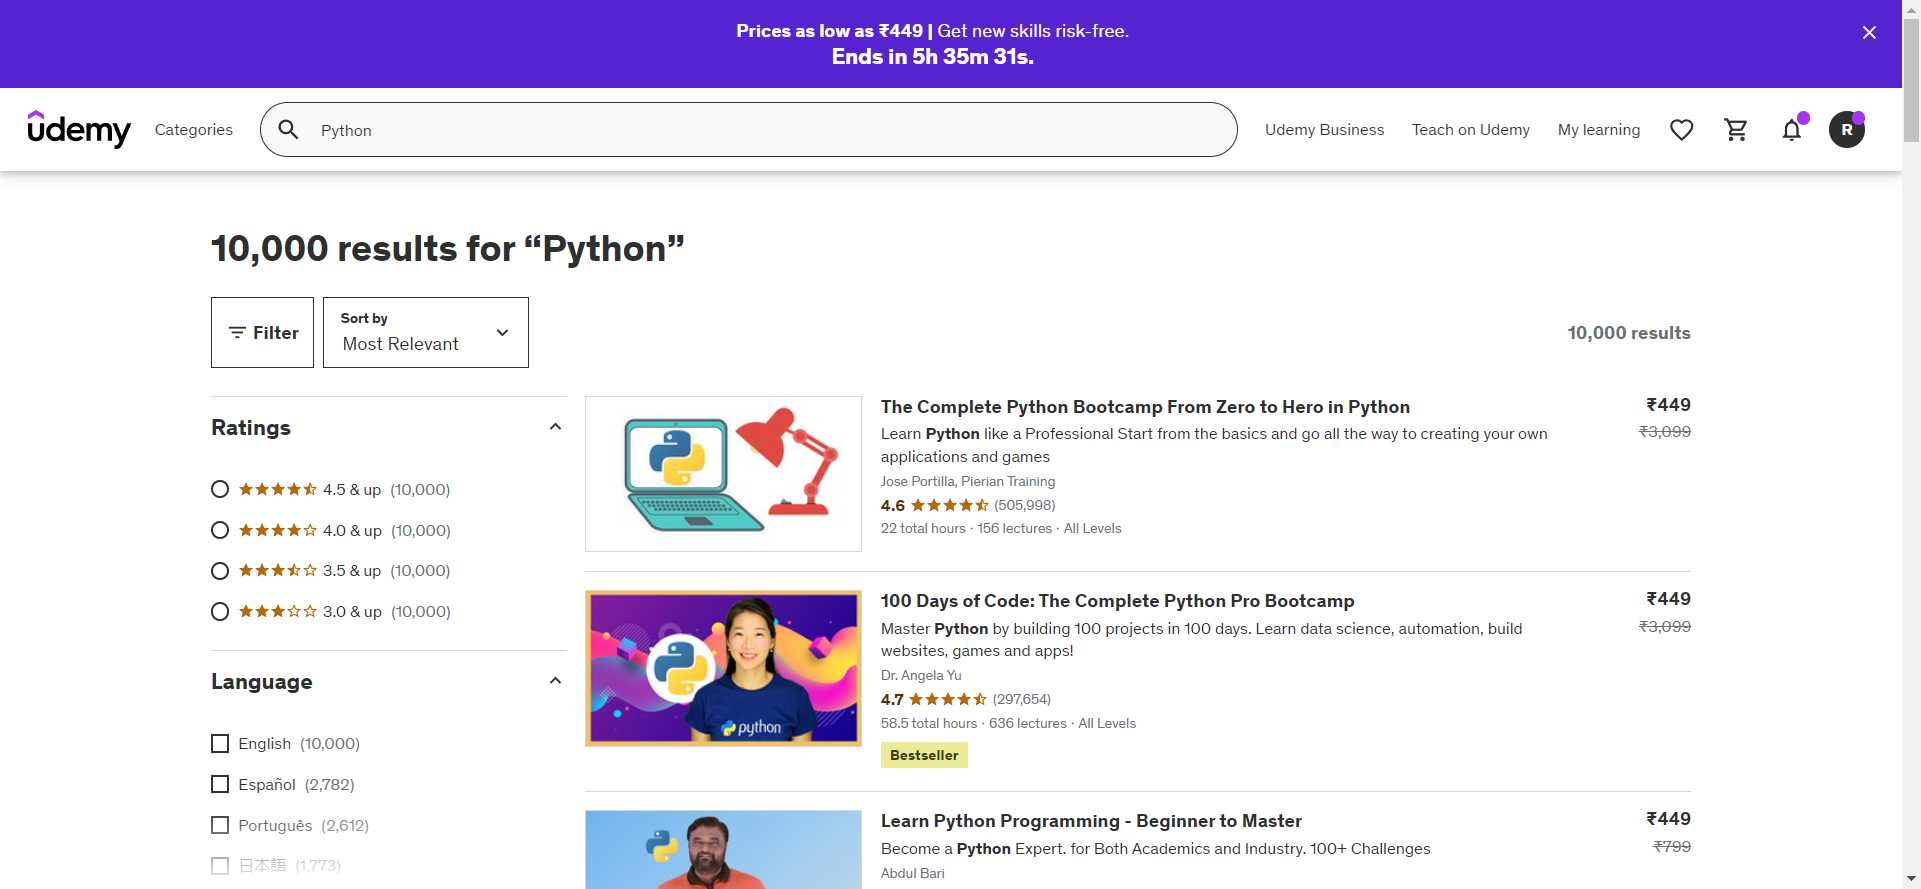 Prices as low as ₹449 | Get new skills risk-free.
Ends in 5h 35m 31s.
udemy
Categories
Python
Udemy Business
Teach on Udemy
My learning
R
10,000 results for “Python”
Filter
Sort by
Most Relevant
10,000 results
Ratings
4.5 & up (10,000)
4.0 & up (10,000)
3.5 & up (10,000)
3.0 & up (10,000)
Language
English (10,000)
Español (2,782)
Português (2,612)
日本語 (1,773)
The Complete Python Bootcamp From Zero to Hero in Python
₹449
Learn Python like a Professional Start from the basics and go all the way to creating your own
₹3,099
applications and games
Jose Portilla, Pierian Training
4.6 (505,998)
22 total hours · 156 lectures · All Levels
python
100 Days of Code: The Complete Python Pro Bootcamp
₹449
Master Python by building 100 projects in 100 days. Learn data science, automation, build
₹3,099
websites, games and apps!
Dr. Angela Yu
4.7 (297,654)
58.5 total hours · 636 lectures · All Levels
Bestseller
Learn Python Programming - Beginner to Master
₹449
Become a Python Expert. for Both Academics and Industry. 100+ Challenges
₹799
Abdul Bari